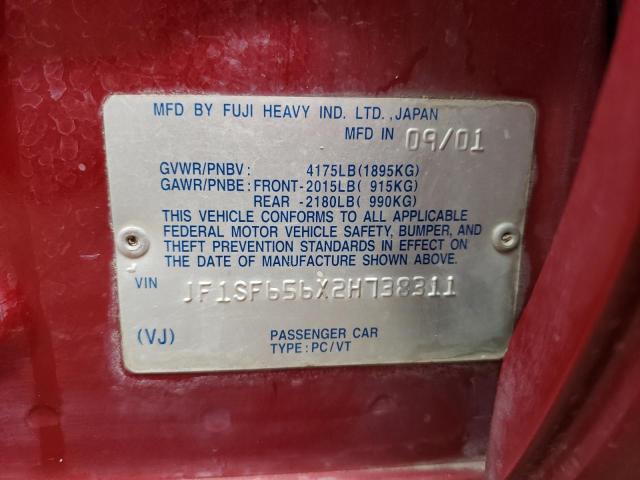 MFD BY FUJI HEAVY IND. LTD., JAPAN
MFD IN 09/01
GVWR/PNBV: 4175LB(1895KG)
GAWR/PNBE: FRONT-2015LB( 915KG)
REAR -2180LB( 990KG)
THIS VEHICLE CONFORMS TO ALL APPLICABLE
FEDERAL MOTOR VEHICLE SAFETY, BUMPER, AND
THEFT PREVENTION STANDARDS IN EFFECT ON
THE DATE OF MANUFACTURE SHOWN ABOVE.
VIN JF1SF656X2H738311
(VJ) PASSENGER CAR
TYPE: PC/VT